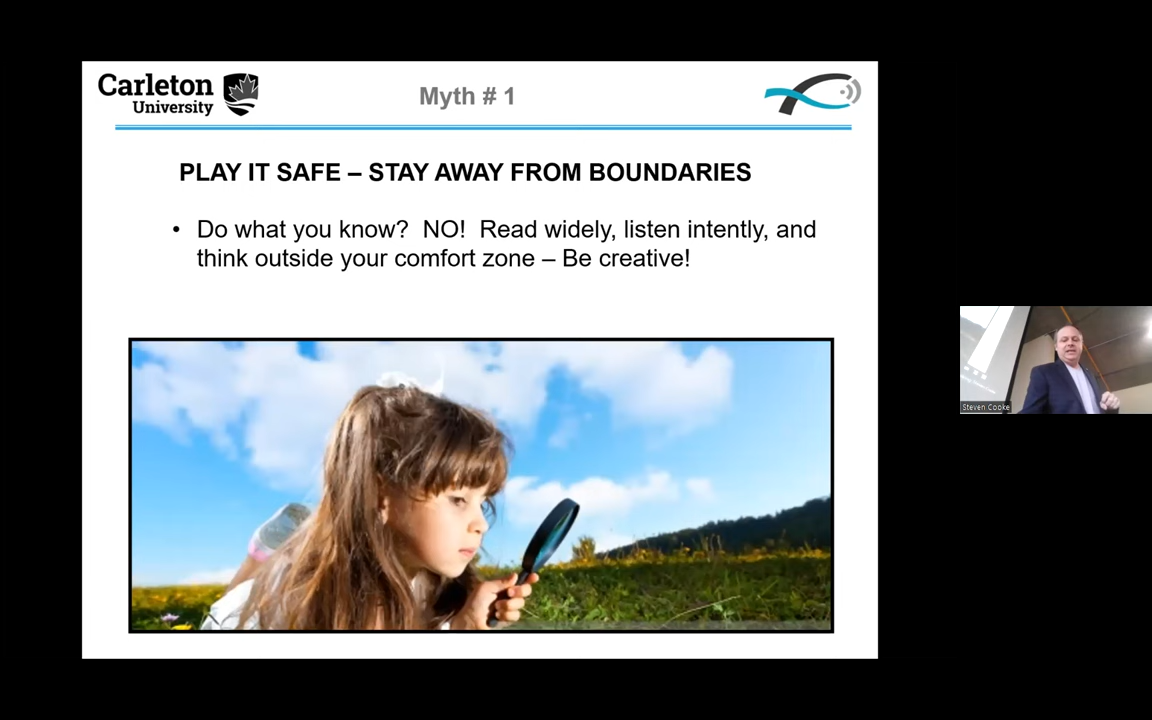 Carleton
University
Myth # 1
PLAY IT SAFE – STAY AWAY FROM BOUNDARIES
• Do what you know? NO! Read widely, listen intently, and
think outside your comfort zone – Be creative!
Steven Cooke